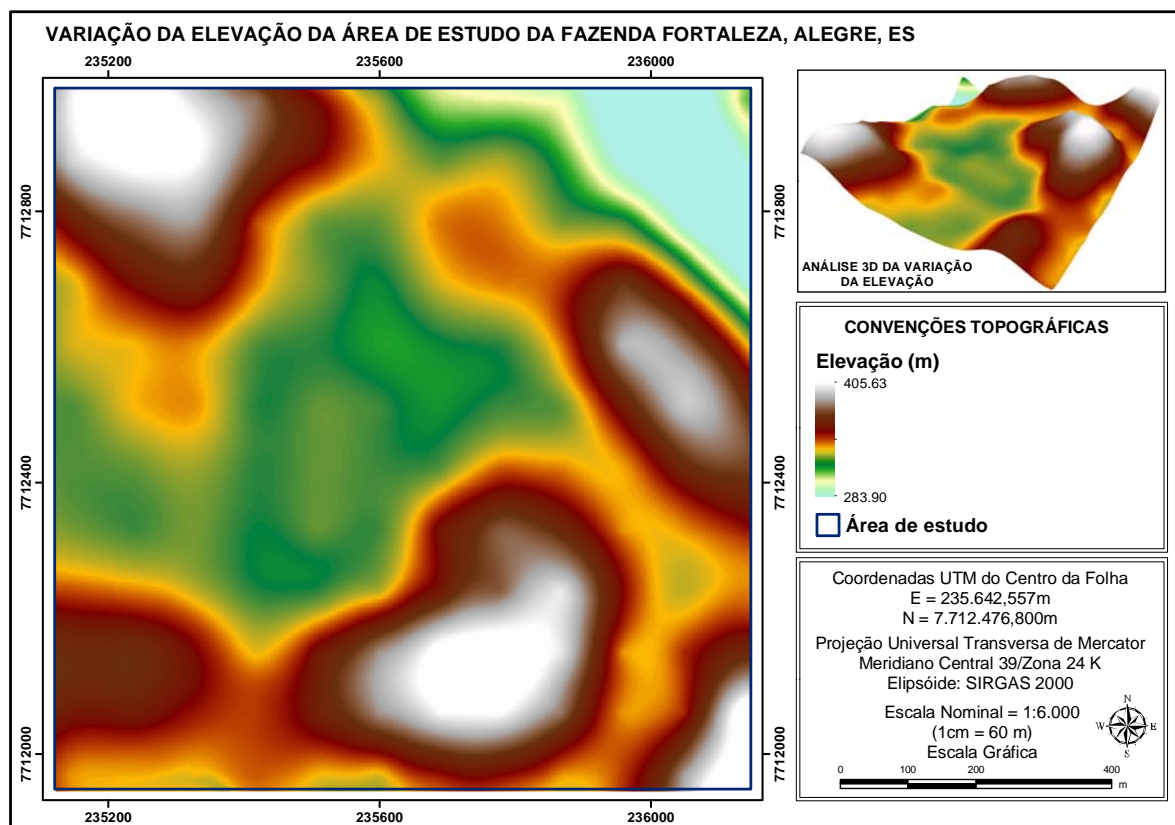 VARIAÇÃO DA ELEVAÇÃO DA ÁREA DE ESTUDO DA FAZENDA FORTALEZA, ALEGRE, ES
235200 235600 236000
7712800 7712800
7712400 7712400
7712000 7712000
235200 235600 236000
ANÁLISE 3D DA VARIAÇÃO
DA ELEVAÇÃO
CONVENÇÕES TOPOGRÁFICAS
Elevação (m)
405.63
283.90
Área de estudo
Coordenadas UTM do Centro da Folha
E = 235.642,557m
N = 7.712.476,800m
Projeção Universal Transversa de Mercator
Meridiano Central 39/Zona 24 K
Elipsóide: SIRGAS 2000
Escala Nominal = 1:6.000
(1cm = 60 m)
Escala Gráfica
N
W E
S
0 100 200 400
m